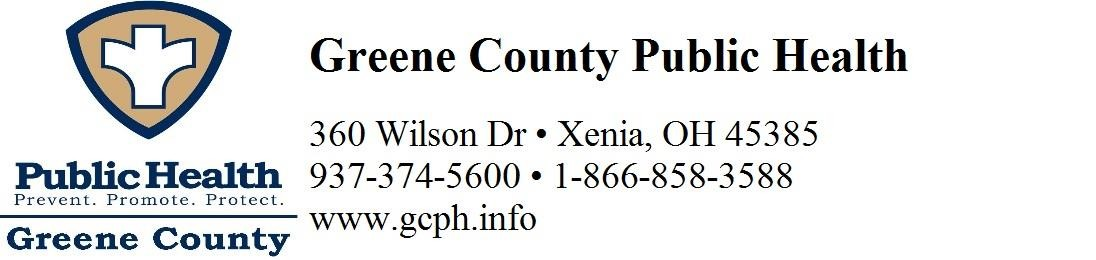 Public Health
Prevent. Promote. Protect.
Greene County
Greene County Public Health
360 Wilson Dr • Xenia, OH 45385
937-374-5600 • 1-866-858-3588
www.gcph.info